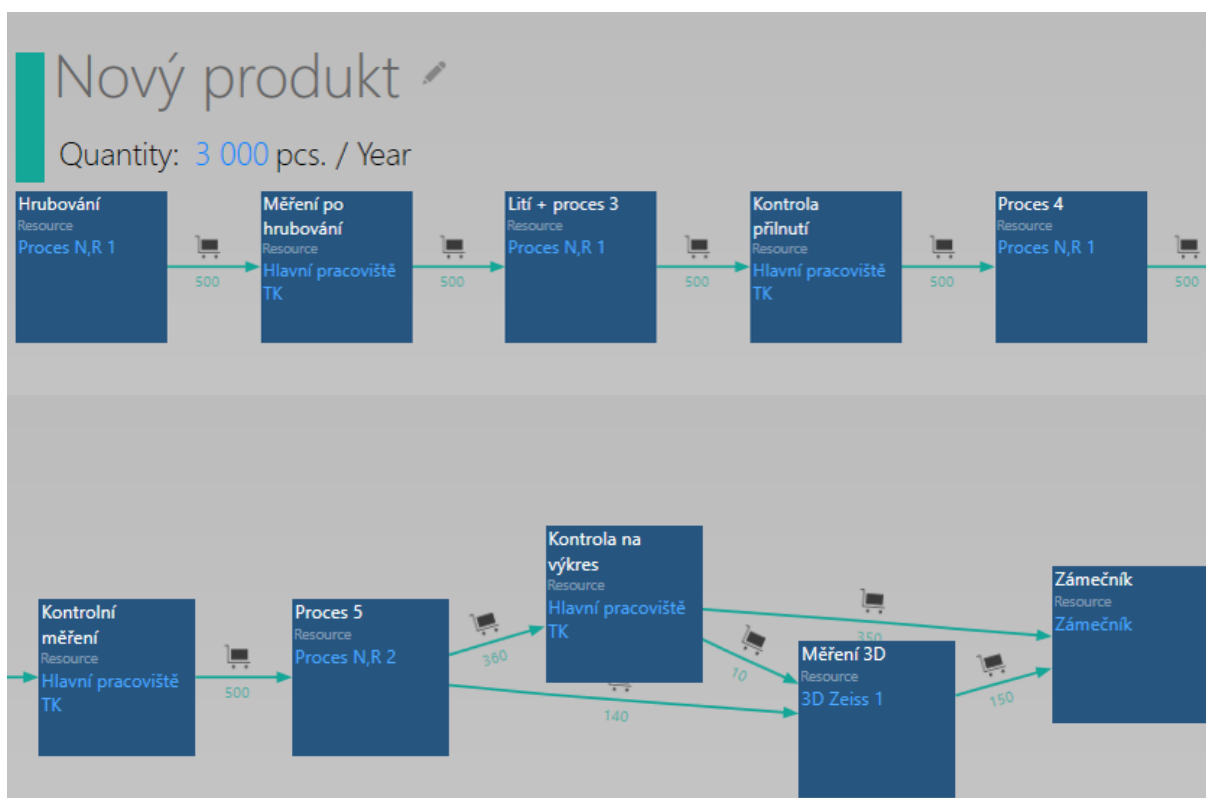 Nový produkt
Quantity: 3 000 pcs. / Year
Hrubování
Resource
Proces N,R 1
500
Měření po
hrubování
Resource
Hlavní pracoviště
TK
500
Lití + proces 3
Resource
Proces N,R 1
500
Kontrola
přilnutí
Resource
Hlavní pracoviště
TK
500
Proces 4
Resource
Proces N,R 1
500
Kontrolní
měření
Resource
Hlavní pracoviště
TK
500
Proces 5
Resource
Proces N,R 2
360
140
Kontrola na
výkres
Resource
Hlavní pracoviště
TK
350
10
Měření 3D
Resource
3D Zeiss 1
150
Zámečník
Resource
Zámečník